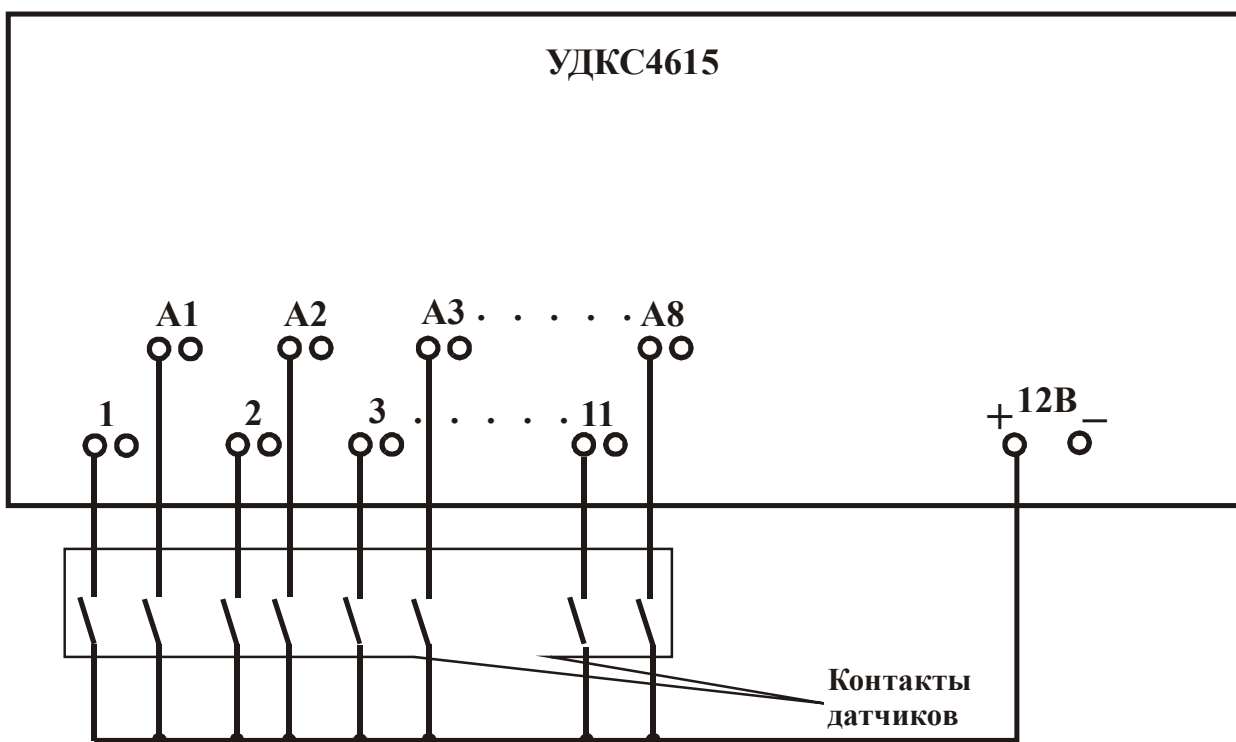 УДКС4615
А1 А2 А3 . . . . . А8
1 2 3 . . . . . 11
+ 12В –
Контакты
датчиков